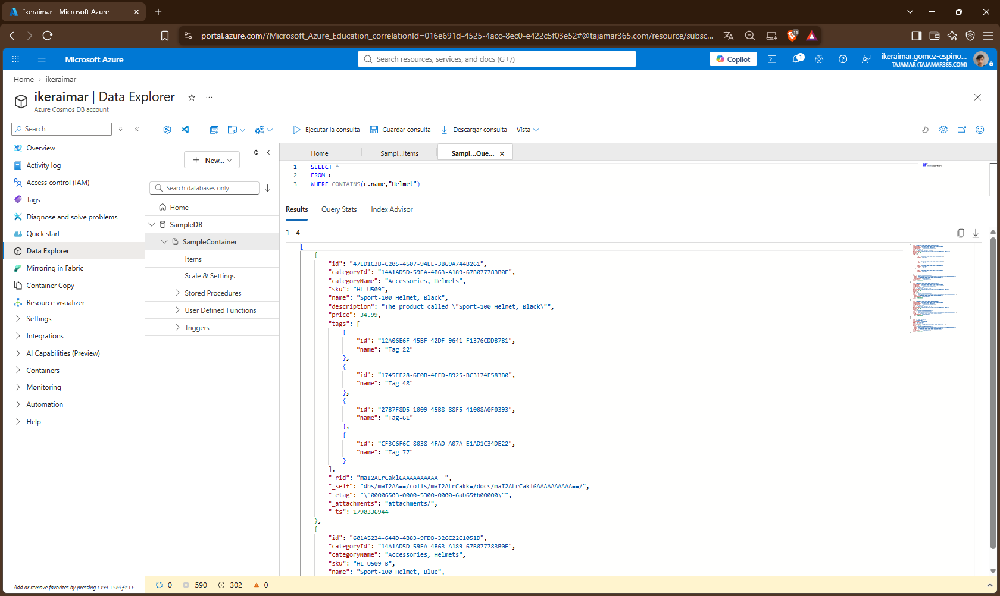 ikeraimar - Microsoft Azure
portal.azure.com/?Microsoft_Azure_Education_correlationId=016e691d-4525-4acc-8ec0-e422c5f03e52#@tajamar365.com/resource/subsc...
11
Microsoft Azure
Search resources, services, and docs (G+/)
Copilot
1
ikeraimar.gomez-espino...
TAJAMAR (TAJAMAR365.COM)
Home > ikeraimar
ikeraimar | Data Explorer
Azure Cosmos DB account
Search
Overview
Activity log
Access control (IAM)
Tags
Diagnose and solve problems
Quick start
Data Explorer
Mirroring in Fabric
Container Copy
Resource visualizer
Settings
Integrations
AI Capabilities (Preview)
Containers
Monitoring
Automation
Help
Add or remove favorites by pressing Ctrl+Shift+F
Ejecutar la consulta
Guardar consulta
Descargar consulta
Vista
New...
Search databases only
Home
SampleDB
SampleContainer
Items
Scale & Settings
Stored Procedures
User Defined Functions
Triggers
Home
Sampl...Items
Sampl...Que...
1 SELECT *
2 FROM c
3 WHERE CONTAINS(c.name,"Helmet")
Results
Query Stats
Index Advisor
1 - 4
[
{
"id": "47ED1C3B-C205-4507-94EE-3B69A744B261",
"categoryId": "14A1AD5D-59EA-4B63-A189-67B077783B0E",
"categoryName": "Accessories, Helmets",
"sku": "HL-U509",
"name": "Sport-100 Helmet, Black",
"description": "The product called \"Sport-100 Helmet, Black\"",
"price": 34.99,
"tags": [
{
"id": "12A06E6F-45BF-42DF-9641-F1376CDDB7B1",
"name": "Tag-22"
},
{
"id": "1745EF28-6E0B-4FED-8925-BC3174F583B0",
"name": "Tag-48"
},
{
"id": "27B7F8D5-1009-45B8-88F5-41008A0F0393",
"name": "Tag-61"
},
{
"id": "CF3C6F6C-8038-4FAD-A07A-E1AD1C34DE22",
"name": "Tag-77"
}
],
"_rid": "maI2ALrCakl6AAAAAAAAAA==",
"_self": "dbs/maI2AA==/colls/maI2ALrCakk=/docs/maI2ALrCakl6AAAAAAAAAA==/",
"_etag": "\"00006503-0000-5300-0000-6ab65fb00000\"",
"_attachments": "attachments/",
"_ts": 1790336944
},
{
"id": "601A5234-644D-4B83-9FDB-326C22C1051D",
"categoryId": "14A1AD5D-59EA-4B63-A189-67B077783B0E",
"categoryName": "Accessories, Helmets",
"sku": "HL-U509-B",
"name": "Sport-100 Helmet, Blue",
0
590
302
0